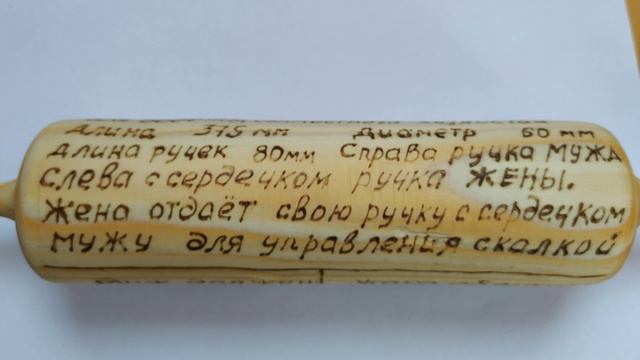 длина 315 мм диаметр 60 мм
длина ручек 80мм Справа ручка МУЖА
слева с сердечком ручка ЖЕНЫ.
Жена отдаёт свою ручку с сердечком
мужу для управления скалкой